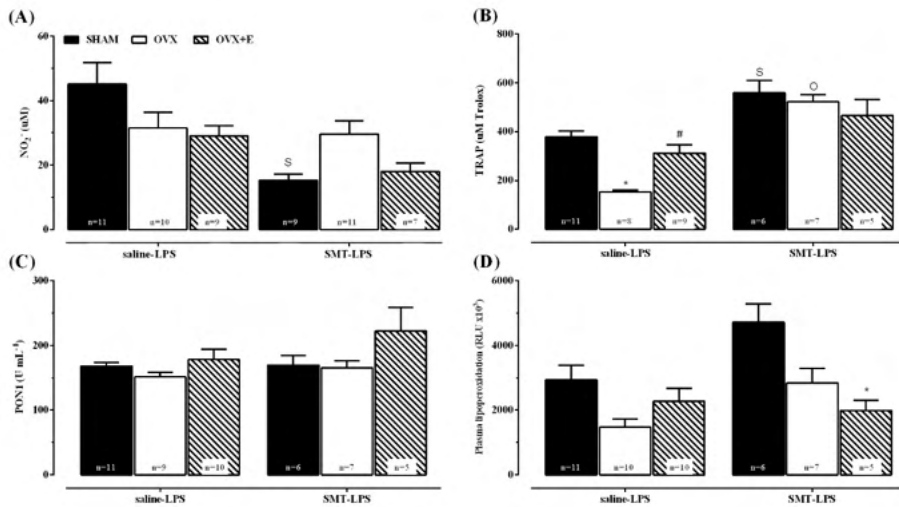 (A)
SHAM OVX OVX+E
NO₂⁻ (uM)
60
40
20
0
S
n=11 n=10 n=9 n=9 n=11 n=7
saline-LPS SMT-LPS
(B)
TRAP (uM Trolox)
800
600
400
200
0
* # S O
n=11 n=8 n=9 n=6 n=7 n=5
saline-LPS SMT-LPS
(C)
PON1 (U mL⁻¹)
300
200
100
0
n=11 n=9 n=10 n=6 n=7 n=5
saline-LPS SMT-LPS
(D)
Plasma lipoperoxidation (RLU x10³)
6000
4000
2000
0
*
n=11 n=10 n=10 n=6 n=7 n=5
saline-LPS SMT-LPS